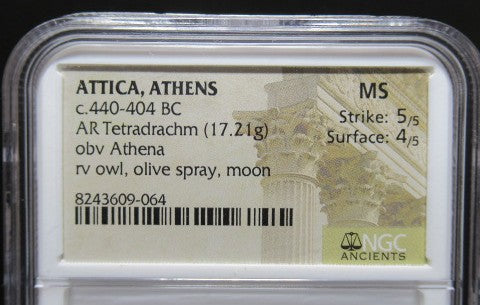 ATTICA, ATHENS
c.440-404 BC
AR Tetradrachm (17.21g)
obv Athena
rv owl, olive spray, moon
8243609-064
MS
Strike: 5/5
Surface: 4/5
NGC
ANCIENTS